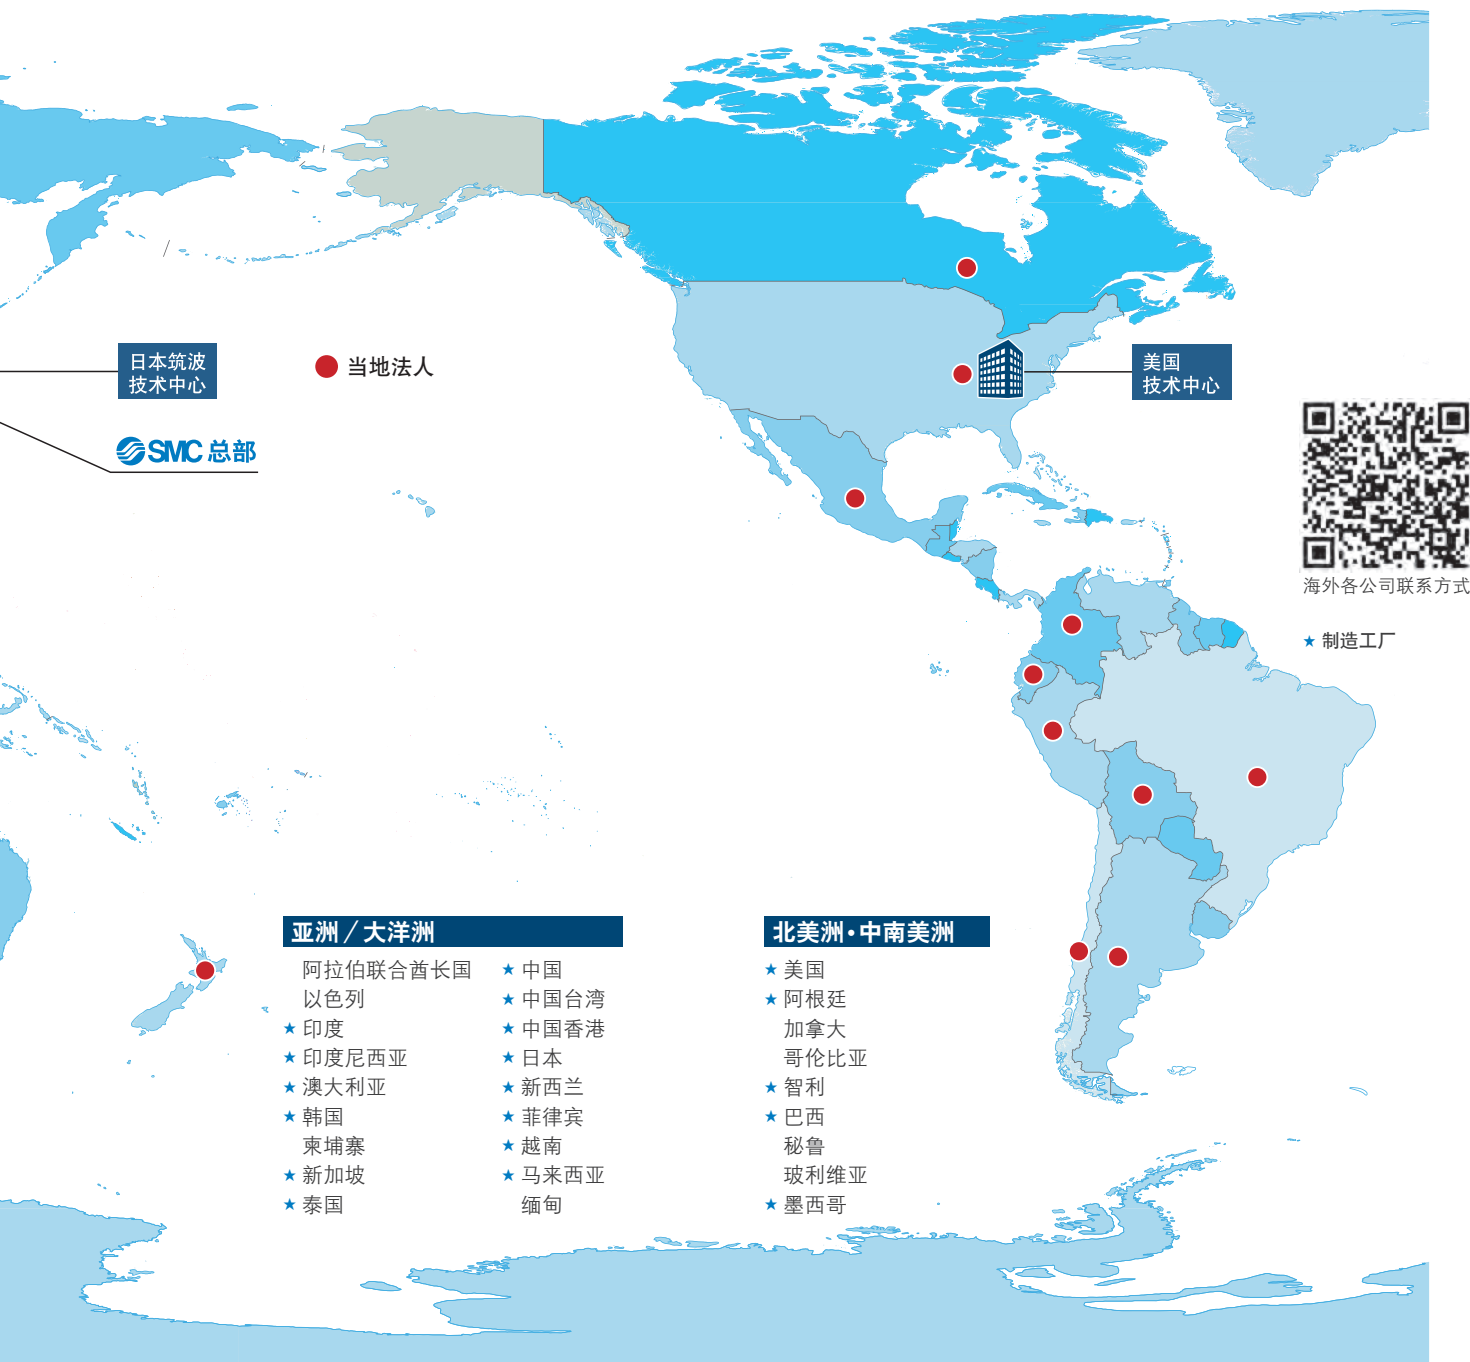 日本筑波
技术中心
当地法人
SMC 总部
美国
技术中心
海外各公司联系方式
★ 制造工厂
亚洲／大洋洲
阿拉伯联合酋长国
以色列
★ 印度
★ 印度尼西亚
★ 澳大利亚
★ 韩国
柬埔寨
★ 新加坡
★ 泰国
★ 中国
★ 中国台湾
★ 中国香港
★ 日本
★ 新西兰
★ 菲律宾
★ 越南
★ 马来西亚
缅甸
北美洲•中南美洲
★ 美国
★ 阿根廷
加拿大
哥伦比亚
★ 智利
★ 巴西
秘鲁
玻利维亚
★ 墨西哥